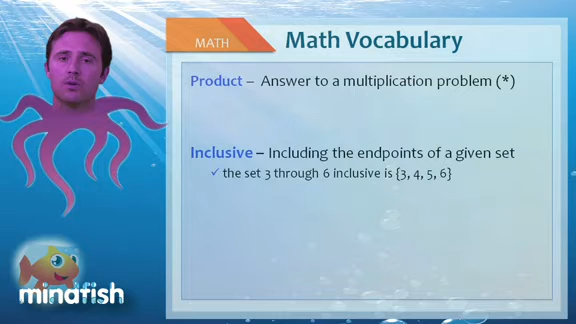 MATH
Math Vocabulary
Product – Answer to a multiplication problem (*)
Inclusive – Including the endpoints of a given set
✓ the set 3 through 6 inclusive is {3, 4, 5, 6}
minafish